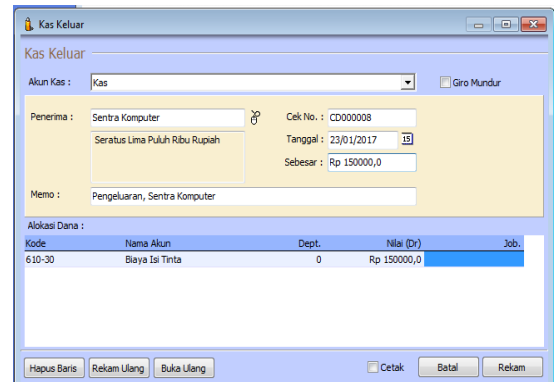 Kas Keluar
Kas Keluar
Akun Kas : Kas Giro Mundur
Penerima : Sentra Komputer Cek No. : CD000008
Seratus Lima Puluh Ribu Rupiah Tanggal : 23/01/2017 15
Sebesar : Rp 150000,0
Memo : Pengeluaran, Sentra Komputer
Alokasi Dana :
Kode Nama Akun Dept. Nilai (Dr) Job.
610-30 Biaya Isi Tinta 0 Rp 150000,0
Hapus Baris Rekam Ulang Buka Ulang Cetak Batal Rekam